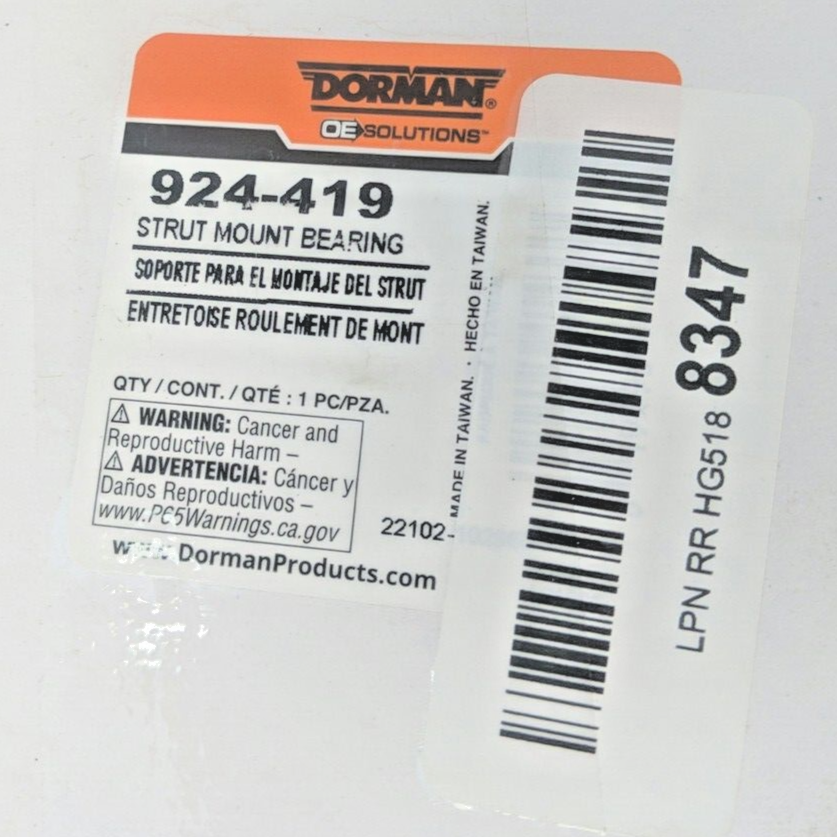 DORMAN®
OE SOLUTIONS™
924-419
STRUT MOUNT BEARING
SOPORTE PARA EL MONTAJE DEL STRUT
ENTRETOISE ROULEMENT DE MONT
QTY / CONT. / QTÉ : 1 PC/PZA.
⚠ WARNING: Cancer and
Reproductive Harm –
⚠ ADVERTENCIA: Cáncer y
Daños Reproductivos –
www.P65Warnings.ca.gov
22102-
www.DormanProducts.com
MADE IN TAIWAN. · HECHO EN TAIWAN.
LPN RR HG518 8347